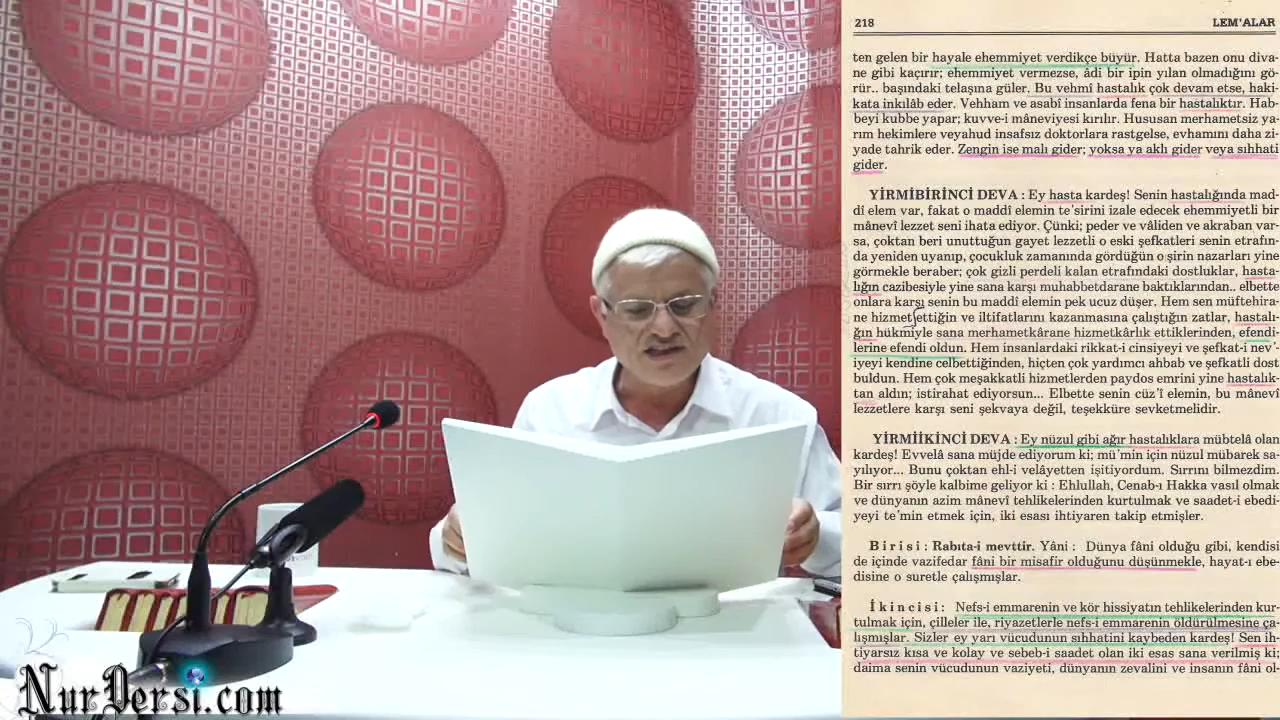 218 LEM'ALAR
ten gelen bir hayale ehemmiyet verdikçe büyür. Hatta bazen onu diva-
ne gibi kaçırır; ehemmiyet vermezse, âdi bir ipin yılan olmadığını gö-
rür.. başındaki telaşına güler. Bu vehmî hastalık çok devam etse, haki-
kata inkılâb eder. Vehham ve asabî insanlarda fena bir hastalıktır. Hab-
beyi kubbe yapar; kuvve-i mâneviyesi kırılır. Hususan merhametsiz ya-
rım hekimlere veyahud insafsız doktorlara rastgelse, evhamını daha zi-
yade tahrik eder. Zengin ise malı gider; yoksa ya aklı gider veya sıhhati
gider.
YİRMİBİRİNCİ DEVA : Ey hasta kardeş! Senin hastalığında mad-
dî elem var, fakat o maddî elemin te'sirini izale edecek ehemmiyetli bir
mânevî lezzet seni ihata ediyor. Çünki; peder ve vâliden ve akraban var-
sa, çoktan beri unuttuğun gayet lezzetli o eski şefkatleri senin etrafın-
da yeniden uyanıp, çocukluk zamanında gördüğün o şirin nazarları yine
görmekle beraber; çok gizli perdeli kalan etrafındaki dostluklar, hasta-
lığın cazibesiyle yine sana karşı muhabbetdarane baktıklarından.. elbette
onlara karşı senin bu maddî elemin pek ucuz düşer. Hem sen müftehira-
ne hizmet ettiğin ve iltifatlarını kazanmasına çalıştığın zatlar, hastalı-
ğın hükmiyle sana merhametkârane hizmetkârlık ettiklerinden, efendi-
lerine efendi oldun. Hem insanlardaki rikkat-i cinsiyeyi ve şefkat-i nev'-
iyeyi kendine celbettiğinden, hiçten çok yardımcı ahbab ve şefkatli dost
buldun. Hem çok meşakkatli hizmetlerden paydos emrini yine hastalık-
tan aldın; istirahat ediyorsun... Elbette senin cüz'î elemin, bu mânevî
lezzetlere karşı seni şekvaya değil, teşekküre sevketmelidir.
YİRMİİKİNCİ DEVA : Ey nüzul gibi ağır hastalıklara mübtelâ olan
kardeş! Evvelâ sana müjde ediyorum ki; mü'min için nüzul mübarek sa-
yılıyor... Bunu çoktan ehl-i velâyetten işitiyordum. Sırrını bilmezdim.
Bir sırrı şöyle kalbime geliyor ki : Ehlullah, Cenab-ı Hakka vasıl olmak
ve dünyanın azim mânevî tehlikelerinden kurtulmak ve saadet-i ebedi-
yeyi te'min etmek için, iki esası ihtiyaren takip etmişler.
Birisi: Rabıta-i mevttir. Yâni : Dünya fâni olduğu gibi, kendisi
de içinde vazifedar fâni bir misafir olduğunu düşünmekle, hayat-ı ebe-
disine o suretle çalışmışlar.
İkincisi: Nefs-i emmarenin ve kör hissiyatın tehlikelerinden kur-
tulmak için, çilleler ile, riyazetlerle nefs-i emmarenin öldürülmesine ça-
lışmışlar. Sizler ey yarı vücudunun sıhhatini kaybeden kardeş! Sen ih-
tiyarsız kısa ve kolay ve sebeb-i saadet olan iki esas sana verilmiş ki;
daima senin vücudunun vaziyeti, dünyanın zevalini ve insanın fâni ol-
NurDersi.com